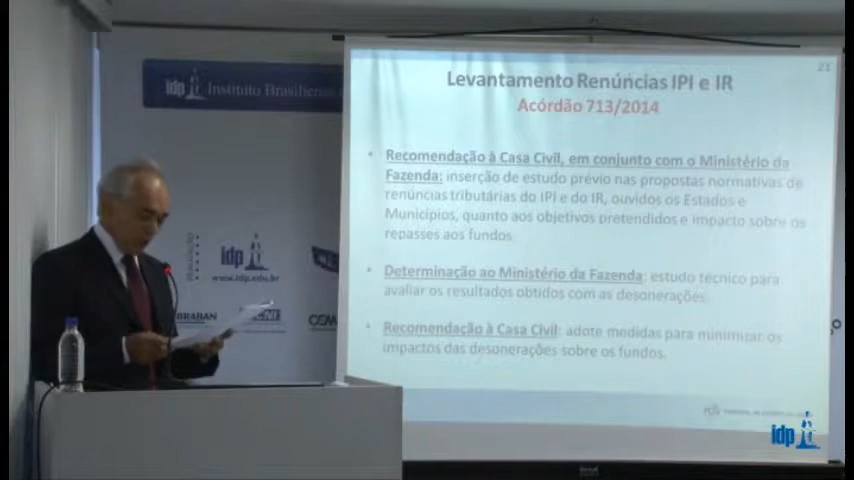 21
Levantamento Renúncias IPI e IR
Acórdão 713/2014
idp Instituto Brasiliense
• Recomendação à Casa Civil, em conjunto com o Ministério da
Fazenda: inserção de estudo prévio nas propostas normativas de
renúncias tributárias do IPI e do IR, ouvidos os Estados e
Municípios, quanto aos objetivos pretendidos e impacto sobre os
repasses aos fundos.
• Determinação ao Ministério da Fazenda: estudo técnico para
avaliar os resultados obtidos com as desonerações.
• Recomendação à Casa Civil: adote medidas para minimizar os
impactos das desonerações sobre os fundos.
REALIZAÇÃO
idp
www.idp.edu.br
BRABAN
CNI
idp